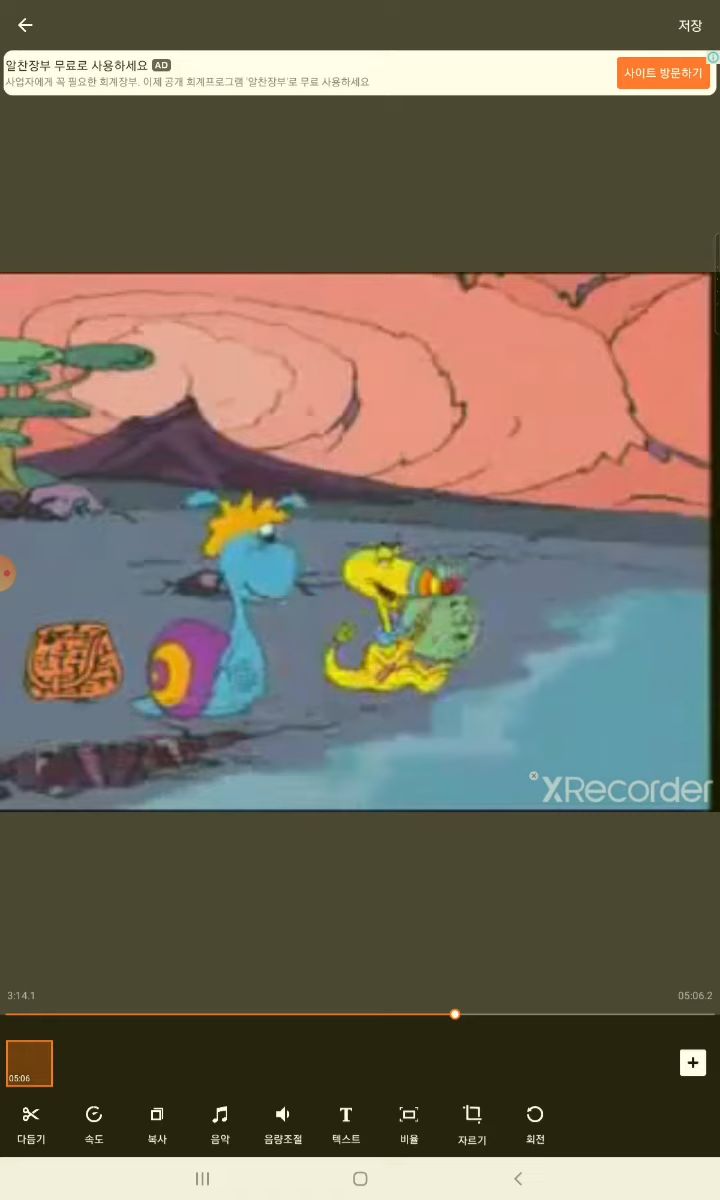 저장
알찬장부 무료로 사용하세요 AD
사업자에게 꼭 필요한 회계장부. 이제 공개 회계프로그램 '알찬장부'로 무료 사용하세요
사이트 방문하기
XRecorder
3:14.1
05:06.2
05:06
다듬기 속도 복사 음악 음량조절 텍스트 비율 자르기 회전